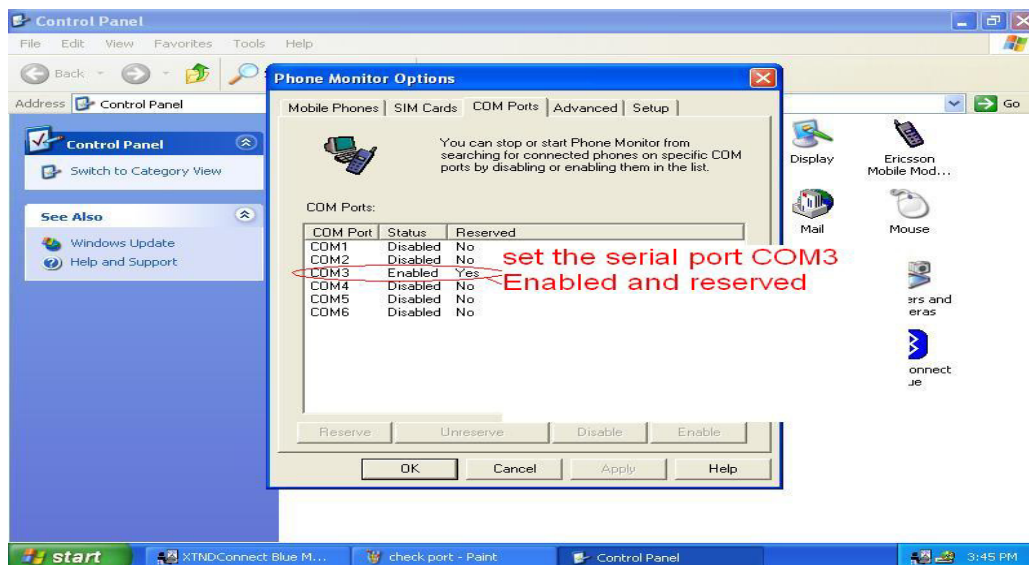 Control Panel
File Edit View Favorites Tools Help
Back
Address Control Panel Go
Control Panel
Switch to Category View
See Also
Windows Update
Help and Support
Phone Monitor Options
Mobile Phones SIM Cards COM Ports Advanced Setup
You can stop or start Phone Monitor from
searching for connected phones on specific COM
ports by disabling or enabling them in the list.
COM Ports:
COM Port Status Reserved
COM1 Disabled No
COM2 Disabled No
COM3 Enabled Yes
COM4 Disabled No
COM5 Disabled No
COM6 Disabled No
set the serial port COM3
Enabled and reserved
Reserve Unreserve Disable Enable
OK Cancel Apply Help
Display
Ericsson
Mobile Mod...
Mail
Mouse
ers and
eras
onnect
ue
start XTNDConnect Blue M... check port - Paint Control Panel 3:45 PM